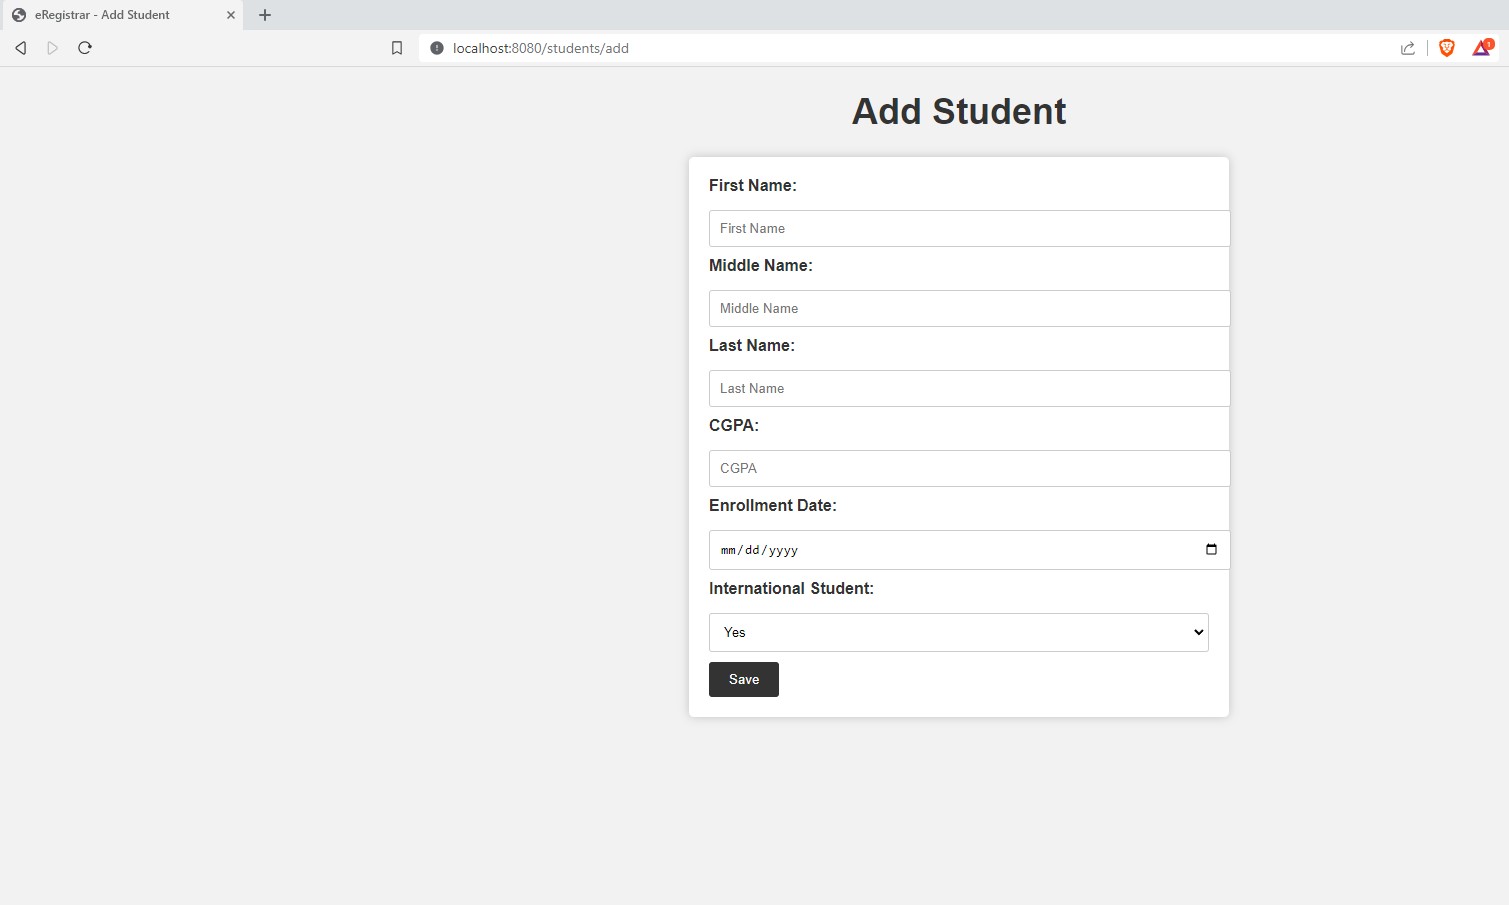 eRegistrar - Add Student
localhost:8080/students/add
1
Add Student
First Name:
First Name
Middle Name:
Middle Name
Last Name:
Last Name
CGPA:
CGPA
Enrollment Date:
mm/dd/yyyy
International Student:
Yes
Save